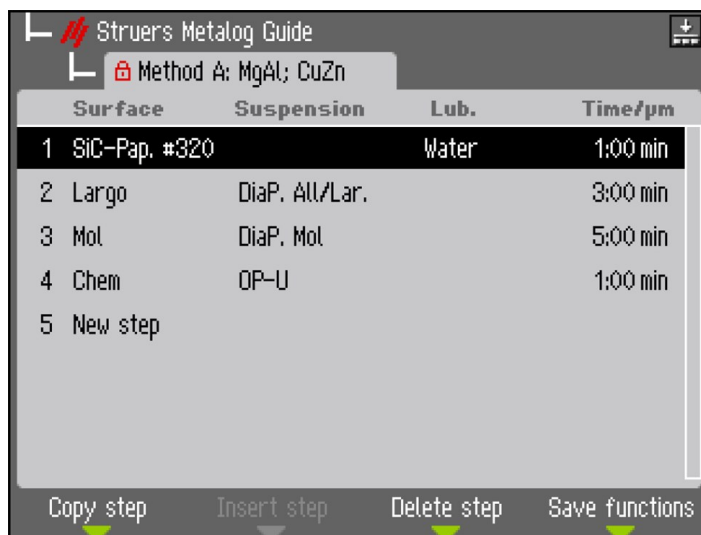 Struers Metalog Guide
Method A: MgAl; CuZn
Surface Suspension Lub. Time/µm
1 SiC-Pap. #320 Water 1:00 min
2 Largo DiaP. All/Lar. 3:00 min
3 Mol DiaP. Mol 5:00 min
4 Chem OP-U 1:00 min
5 New step
Copy step Insert step Delete step Save functions